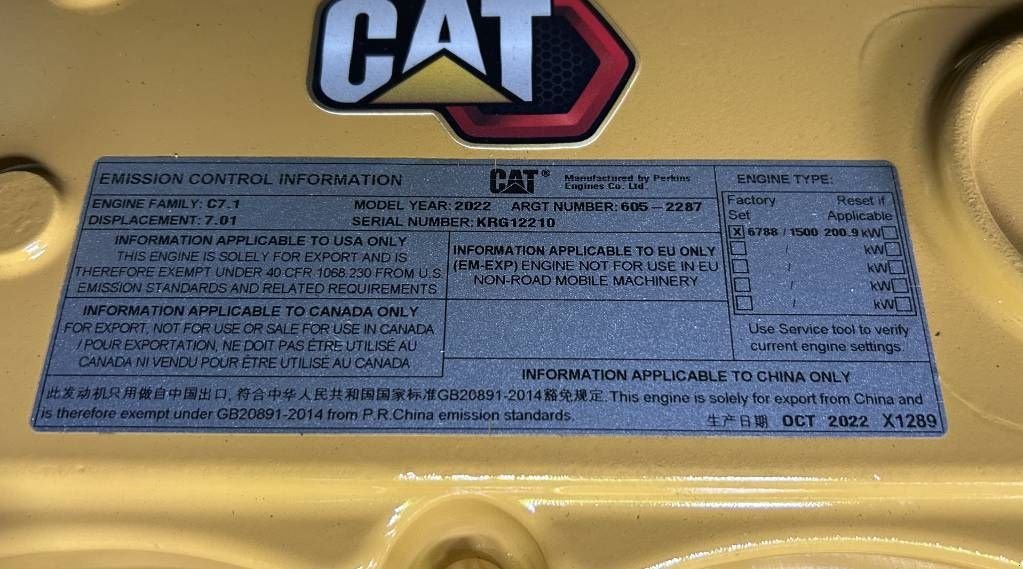 CAT
EMISSION CONTROL INFORMATION
CAT®
Manufactured by Perkins
Engines Co. Ltd.
ENGINE FAMILY: C7.1
MODEL YEAR: 2022
ARGT NUMBER: 605 – 2287
DISPLACEMENT: 7.01
SERIAL NUMBER: KRG12210
INFORMATION APPLICABLE TO USA ONLY
THIS ENGINE IS SOLELY FOR EXPORT AND IS
THEREFORE EXEMPT UNDER 40 CFR 1068.230 FROM U.S.
EMISSION STANDARDS AND RELATED REQUIREMENTS
INFORMATION APPLICABLE TO CANADA ONLY
FOR EXPORT, NOT FOR USE OR SALE FOR USE IN CANADA
/ POUR EXPORTATION, NE DOIT PAS ÊTRE UTILISÉ AU
CANADA NI VENDU POUR ÊTRE UTILISÉ AU CANADA
INFORMATION APPLICABLE TO EU ONLY
(EM-EXP) ENGINE NOT FOR USE IN EU
NON-ROAD MOBILE MACHINERY
ENGINE TYPE:
Factory Reset if
Set Applicable
X 6788 / 1500 200.9 kW
/ kW
/ kW
/ kW
/ kW
Use Service tool to verify
current engine settings.
INFORMATION APPLICABLE TO CHINA ONLY
此发动机只用做自中国出口, 符合中华人民共和国国家标准GB20891-2014豁免规定. This engine is solely for export from China and
is therefore exempt under GB20891-2014 from P.R.China emission standards.
生产日期 OCT 2022 X1289